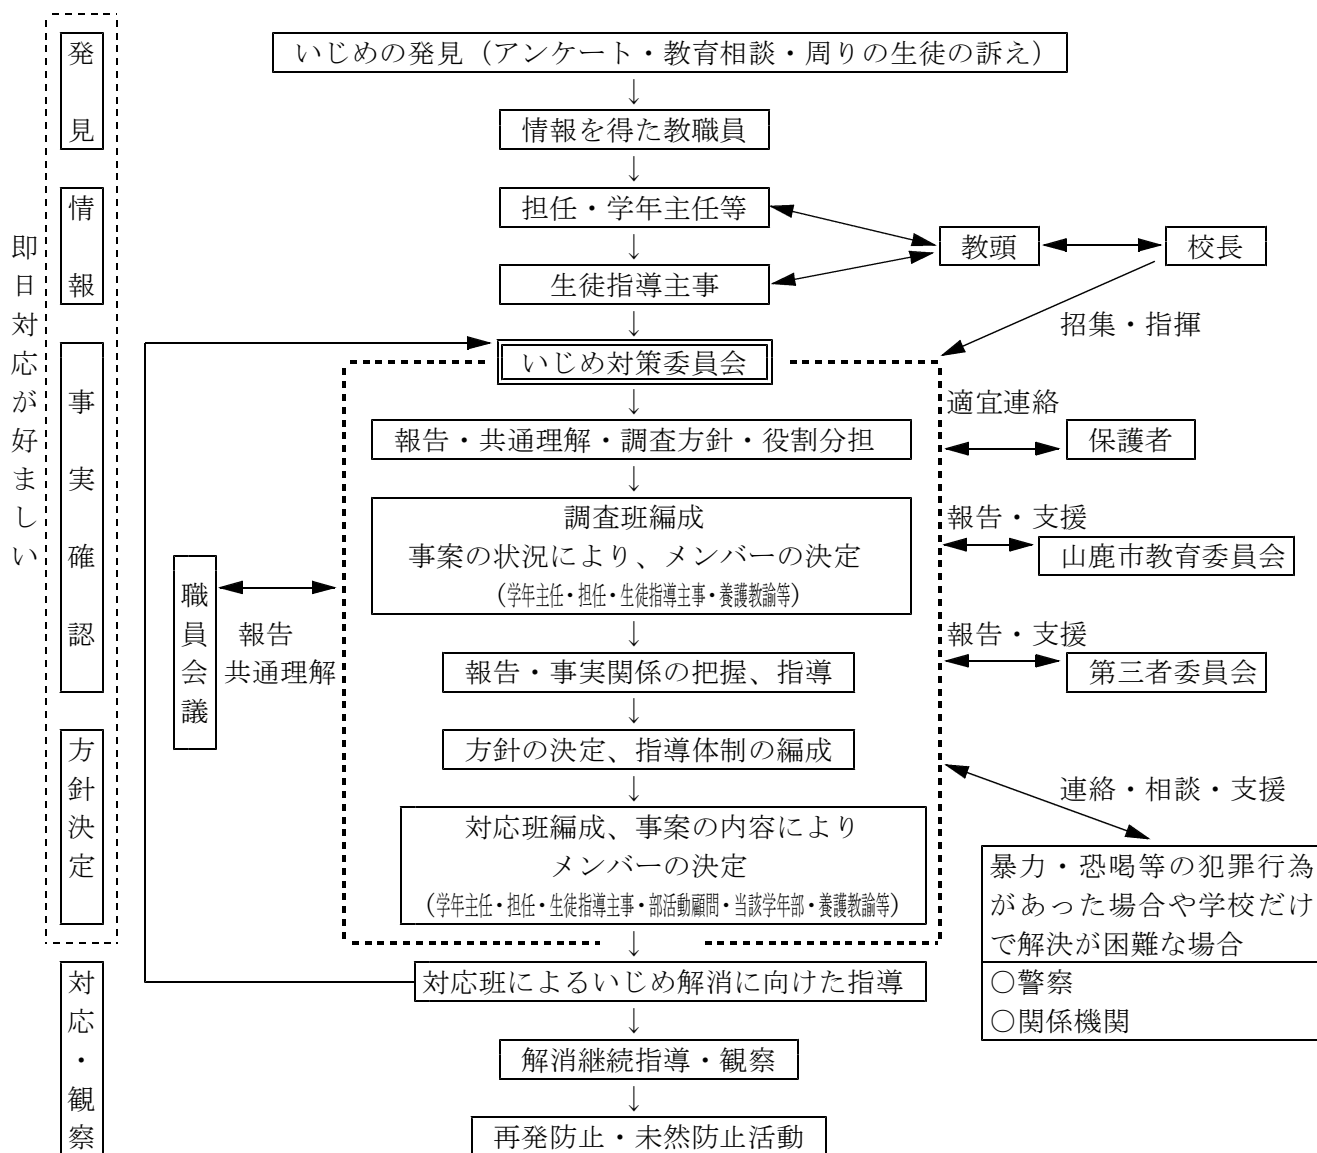 即日対応が好ましい
発見
情報
事実確認
方針決定
対応・観察
いじめの発見（アンケート・教育相談・周りの生徒の訴え）
↓
情報を得た教職員
↓
担任・学年主任等
↓
教頭
校長
生徒指導主事
↓
招集・指揮
いじめ対策委員会
↓
適宜連絡
報告・共通理解・調査方針・役割分担
保護者
↓
調査班編成
事案の状況により、メンバーの決定
（学年主任・担任・生徒指導主事・養護教諭等）
報告・支援
山鹿市教育委員会
職員会議
報告
共通理解
↓
報告・支援
報告・事実関係の把握、指導
第三者委員会
↓
方針の決定、指導体制の編成
↓
連絡・相談・支援
対応班編成、事案の内容により
メンバーの決定
（学年主任・担任・生徒指導主事・部活動顧問・当該学年部・養護教諭等）
暴力・恐喝等の犯罪行為
があった場合や学校だけ
で解決が困難な場合
○警察
○関係機関
↓
対応班によるいじめ解消に向けた指導
↓
解消継続指導・観察
↓
再発防止・未然防止活動